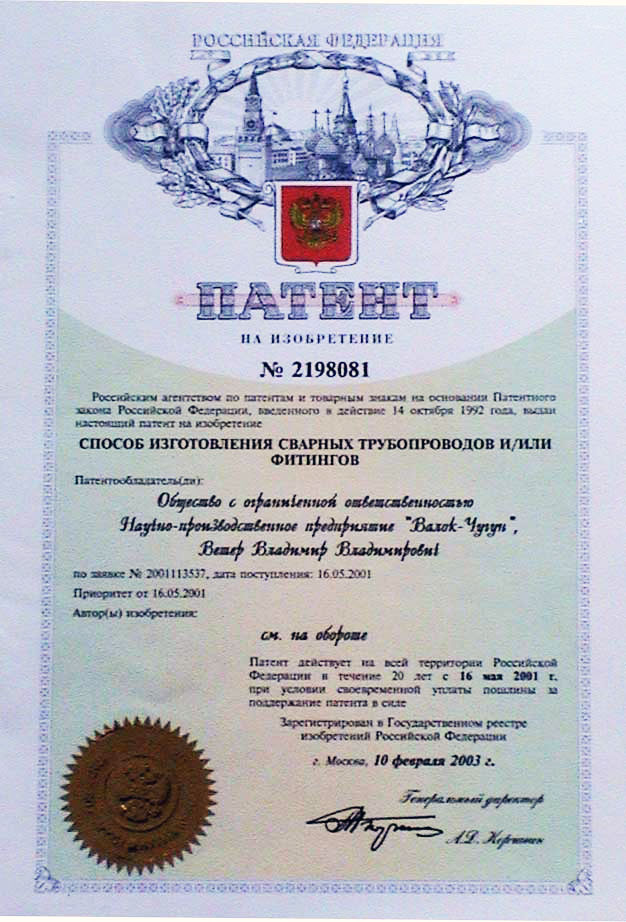 РОССИЙСКАЯ ФЕДЕРАЦИЯ
ПАТЕНТ
НА ИЗОБРЕТЕНИЕ
№ 2198081
Российским агентством по патентам и товарным знакам на основании Патентного
закона Российской Федерации, введенного в действие 14 октября 1992 года, выдан
настоящий патент на изобретение
СПОСОБ ИЗГОТОВЛЕНИЯ СВАРНЫХ ТРУБОПРОВОДОВ И/ИЛИ
ФИТИНГОВ
Патентообладатель(ли):
Общество с ограниченной ответственностью
Научно-производственное предприятие "Валок-Чугун",
Ветер Владимир Владимирович
по заявке № 2001113537, дата поступления: 16.05.2001
Приоритет от 16.05.2001
Автор(ы) изобретения:
см. на обороте
Патент действует на всей территории Российской
Федерации в течение 20 лет с 16 мая 2001 г.
при условии своевременной уплаты пошлины за
поддержание патента в силе
Зарегистрирован в Государственном реестре
изобретений Российской Федерации
г. Москва, 10 февраля 2003 г.
Генеральный директор
А.Д. Корчагин